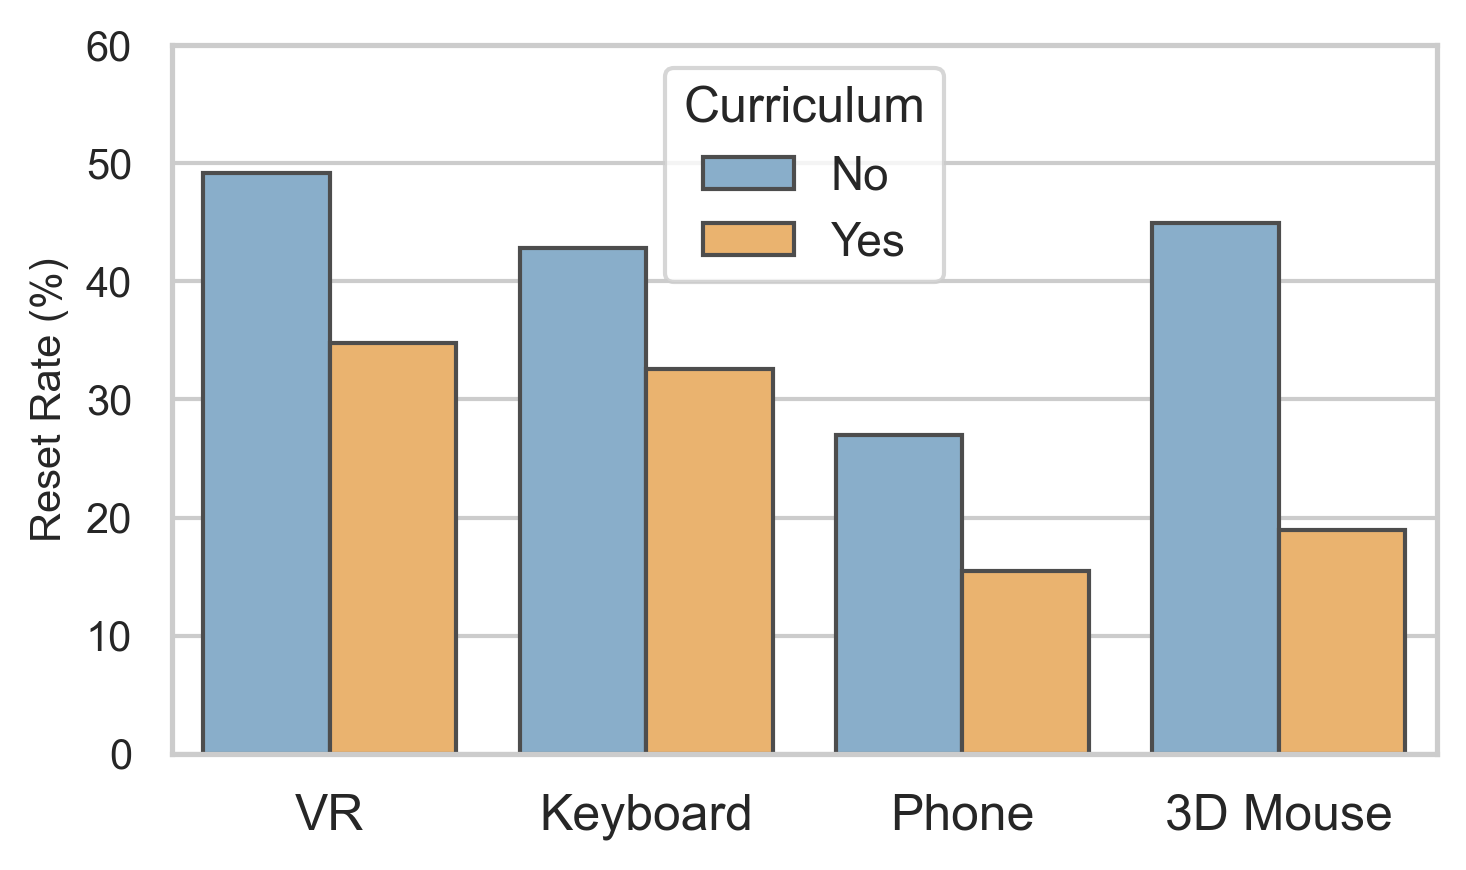 60
50
40
30
20
10
0
Reset Rate (%)
Curriculum
No
Yes
VR
Keyboard
Phone
3D Mouse